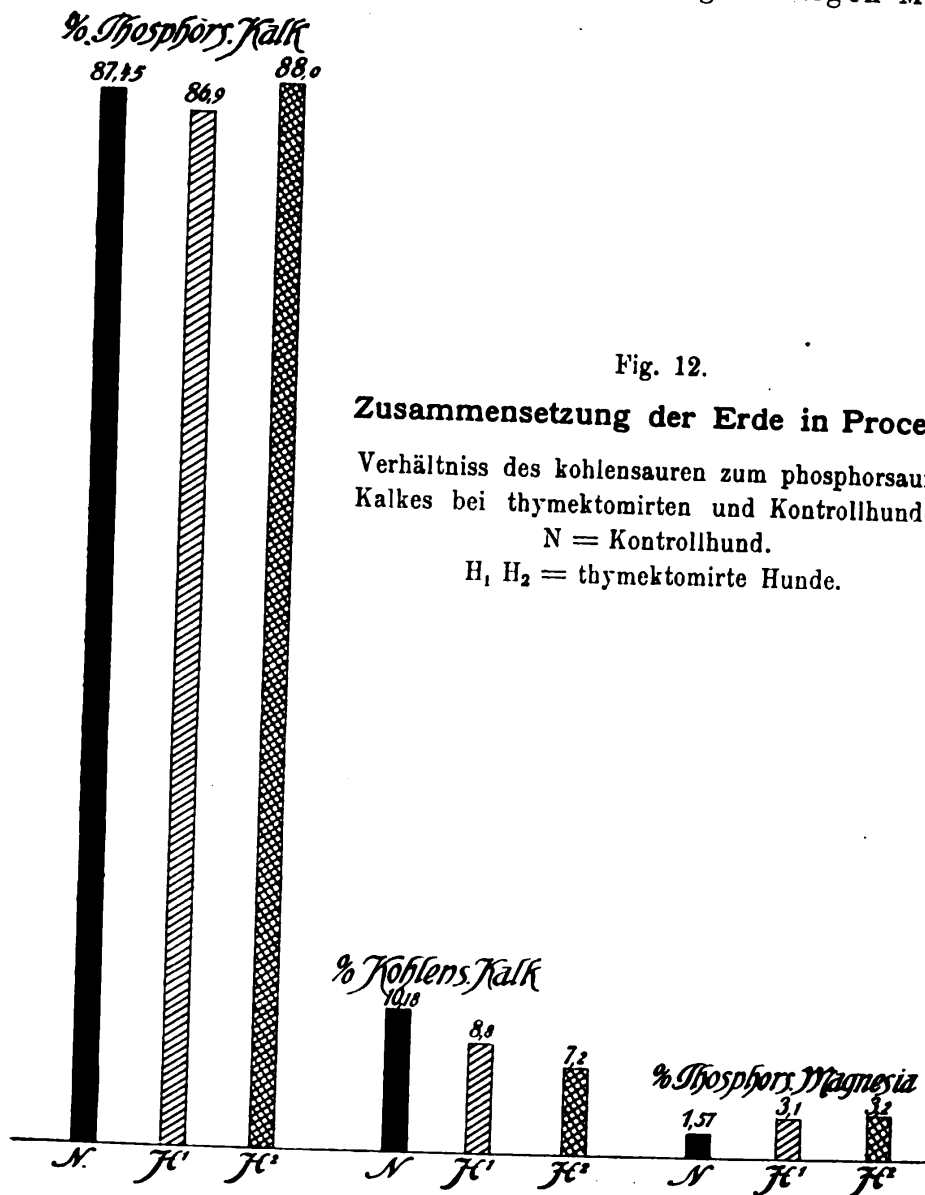 %. Phosphors. Kalk
87,45 86,9 88,0
Fig. 12.
Zusammensetzung der Erde in Proce
Verhältniss des kohlensauren zum phosphorsau
Kalkes bei thymektomirten und Kontrollhund
N = Kontrollhund.
H₁ H₂ = thymektomirte Hunde.
% Kohlens. Kalk
10,18 8,8 7,2
% Phosphors. Magnesia
1,57 3,1 3,2
N. H¹ H² N H¹ H² N H¹ H²